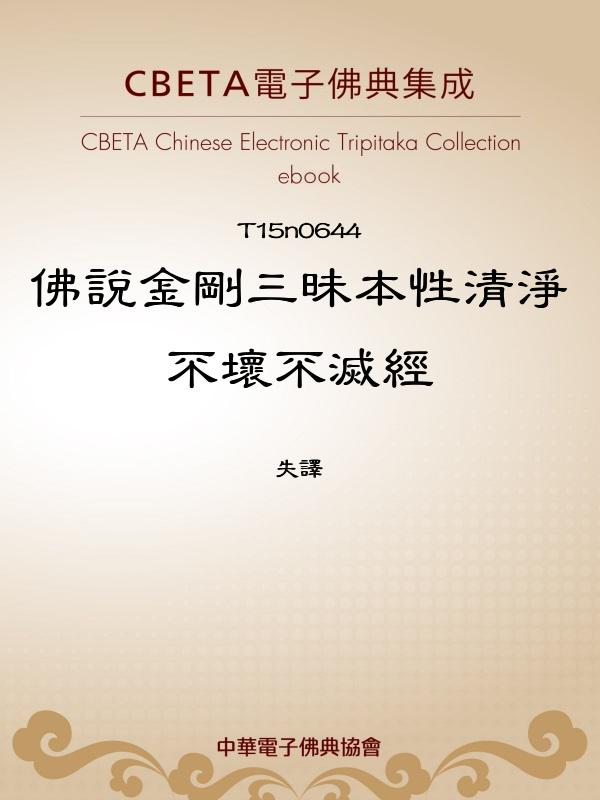 CBETA電子佛典集成
CBETA Chinese Electronic Tripitaka Collection
ebook
T15n0644
佛說金剛三昧本性清淨
不壞不滅經
失譯
中華電子佛典協會